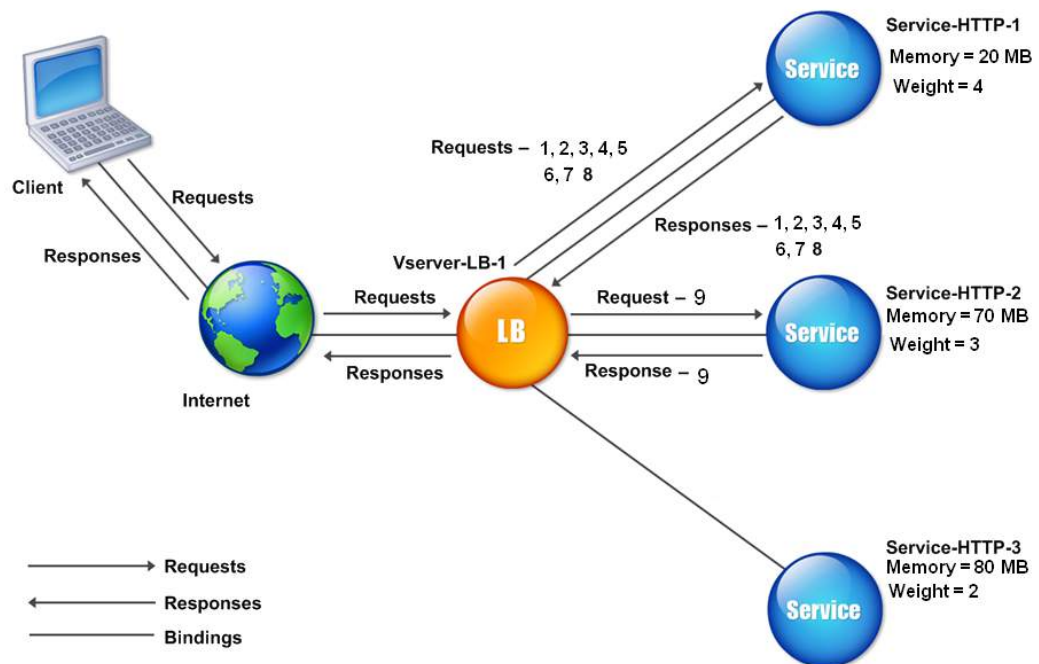 Service-HTTP-1
Memory = 20 MB
Weight = 4
Service
Requests – 1, 2, 3, 4, 5
6, 7 8
Client
Requests
Responses
Responses – 1, 2, 3, 4, 5
6, 7 8
Vserver-LB-1
Requests
LB
Request – 9
Service
Service-HTTP-2
Memory = 70 MB
Weight = 3
Responses
Response – 9
Internet
Service-HTTP-3
Memory = 80 MB
Weight = 2
Service
Requests
Responses
Bindings